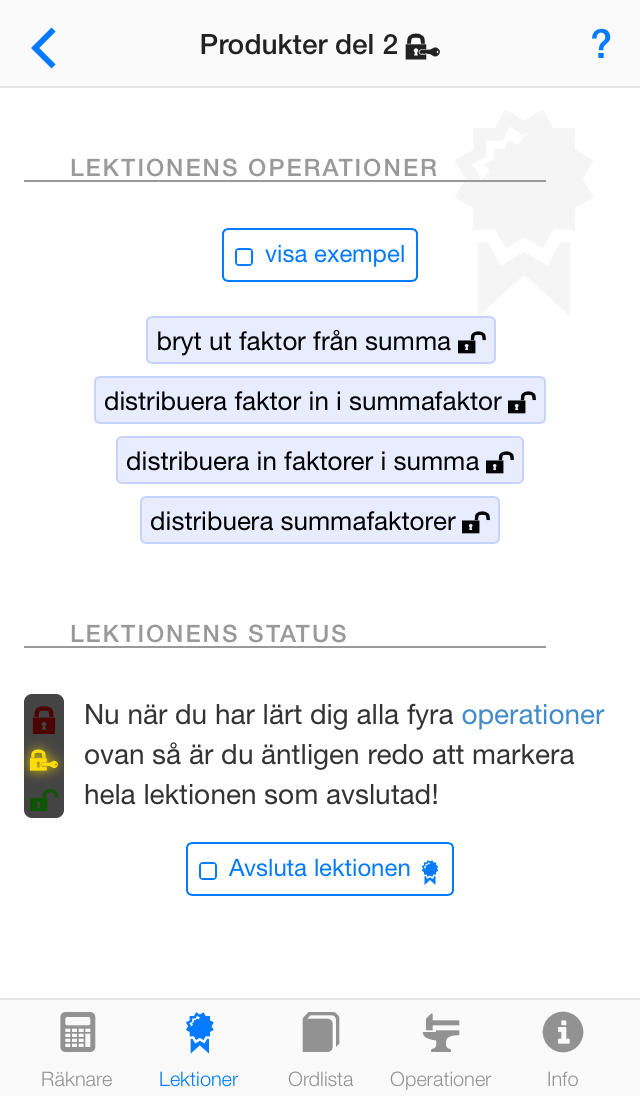 Produkter del 2
?
LEKTIONENS OPERATIONER
visa exempel
bryt ut faktor från summa
distribuera faktor in i summafaktor
distribuera in faktorer i summa
distribuera summafaktorer
LEKTIONENS STATUS
Nu när du har lärt dig alla fyra operationer
ovan så är du äntligen redo att markera
hela lektionen som avslutad!
Avsluta lektionen
Räknare Lektioner Ordlista Operationer Info